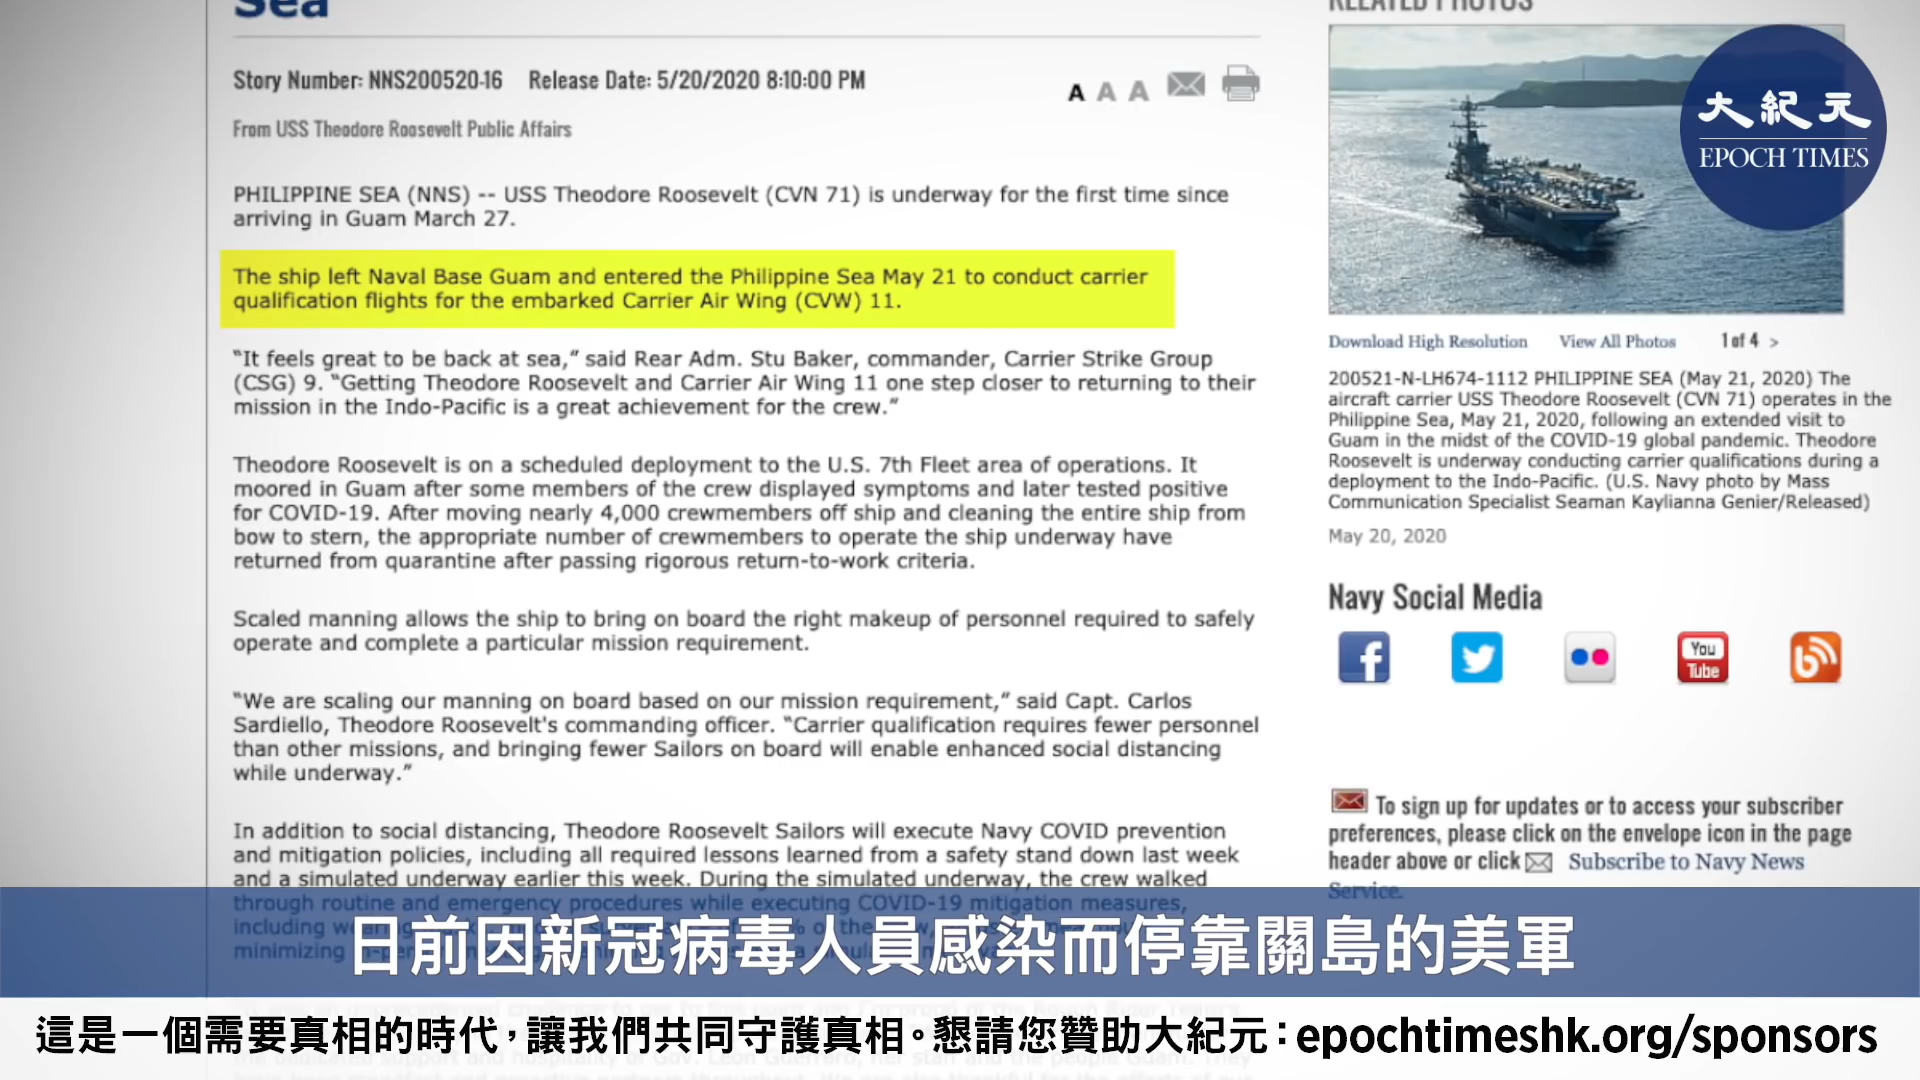 Sea
Story Number: NNS200520-16 Release Date: 5/20/2020 8:10:00 PM
A A A
From USS Theodore Roosevelt Public Affairs
PHILIPPINE SEA (NNS) -- USS Theodore Roosevelt (CVN 71) is underway for the first time since
arriving in Guam March 27.
The ship left Naval Base Guam and entered the Philippine Sea May 21 to conduct carrier
qualification flights for the embarked Carrier Air Wing (CVW) 11.
“It feels great to be back at sea,” said Rear Adm. Stu Baker, commander, Carrier Strike Group
(CSG) 9. “Getting Theodore Roosevelt and Carrier Air Wing 11 one step closer to returning to their
mission in the Indo-Pacific is a great achievement for the crew.”
Theodore Roosevelt is on a scheduled deployment to the U.S. 7th Fleet area of operations. It
moored in Guam after some members of the crew displayed symptoms and later tested positive
for COVID-19. After moving nearly 4,000 crewmembers off ship and cleaning the entire ship from
bow to stern, the appropriate number of crewmembers to operate the ship underway have
returned from quarantine after passing rigorous return-to-work criteria.
Scaled manning allows the ship to bring on board the right makeup of personnel required to safely
operate and complete a particular mission requirement.
“We are scaling our manning on board based on our mission requirement,” said Capt. Carlos
Sardiello, Theodore Roosevelt's commanding officer. “Carrier qualification requires fewer personnel
than other missions, and bringing fewer Sailors on board will enable enhanced social distancing
while underway.”
In addition to social distancing, Theodore Roosevelt Sailors will execute Navy COVID prevention
and mitigation policies, including all required lessons learned from a safety stand down last week
and a simulated underway earlier this week. During the simulated underway, the crew walked
through routine and emergency procedures while executing COVID-19 mitigation measures,
including
minimizing
RELATED PHOTOS
大紀元
EPOCH TIMES
Download High Resolution View All Photos 1 of 4 >
200521-N-LH674-1112 PHILIPPINE SEA (May 21, 2020) The
aircraft carrier USS Theodore Roosevelt (CVN 71) operates in the
Philippine Sea, May 21, 2020, following an extended visit to
Guam in the midst of the COVID-19 global pandemic. Theodore
Roosevelt is underway conducting carrier qualifications during a
deployment to the Indo-Pacific. (U.S. Navy photo by Mass
Communication Specialist Seaman Kaylianna Genier/Released)
May 20, 2020
Navy Social Media
You
Tube
To sign up for updates or to access your subscriber
preferences, please click on the envelope icon in the page
header above or click Subscribe to Navy News
Service.
日前因新冠病毒人員感染而停靠關島的美軍
這是一個需要真相的時代，讓我們共同守護真相。懇請您贊助大紀元：epochtimeshk.org/sponsors